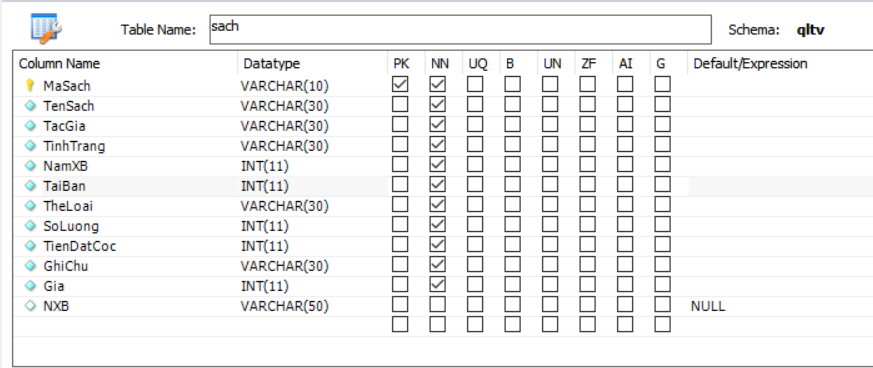 Table Name: sach Schema: qltv
Column Name Datatype PK NN UQ B UN ZF AI G Default/Expression
MaSach VARCHAR(10)
TenSach VARCHAR(30)
TacGia VARCHAR(30)
TinhTrang VARCHAR(30)
NamXB INT(11)
TaiBan INT(11)
TheLoai VARCHAR(30)
SoLuong INT(11)
TienDatCoc INT(11)
GhiChu VARCHAR(30)
Gia INT(11)
NXB VARCHAR(50) NULL